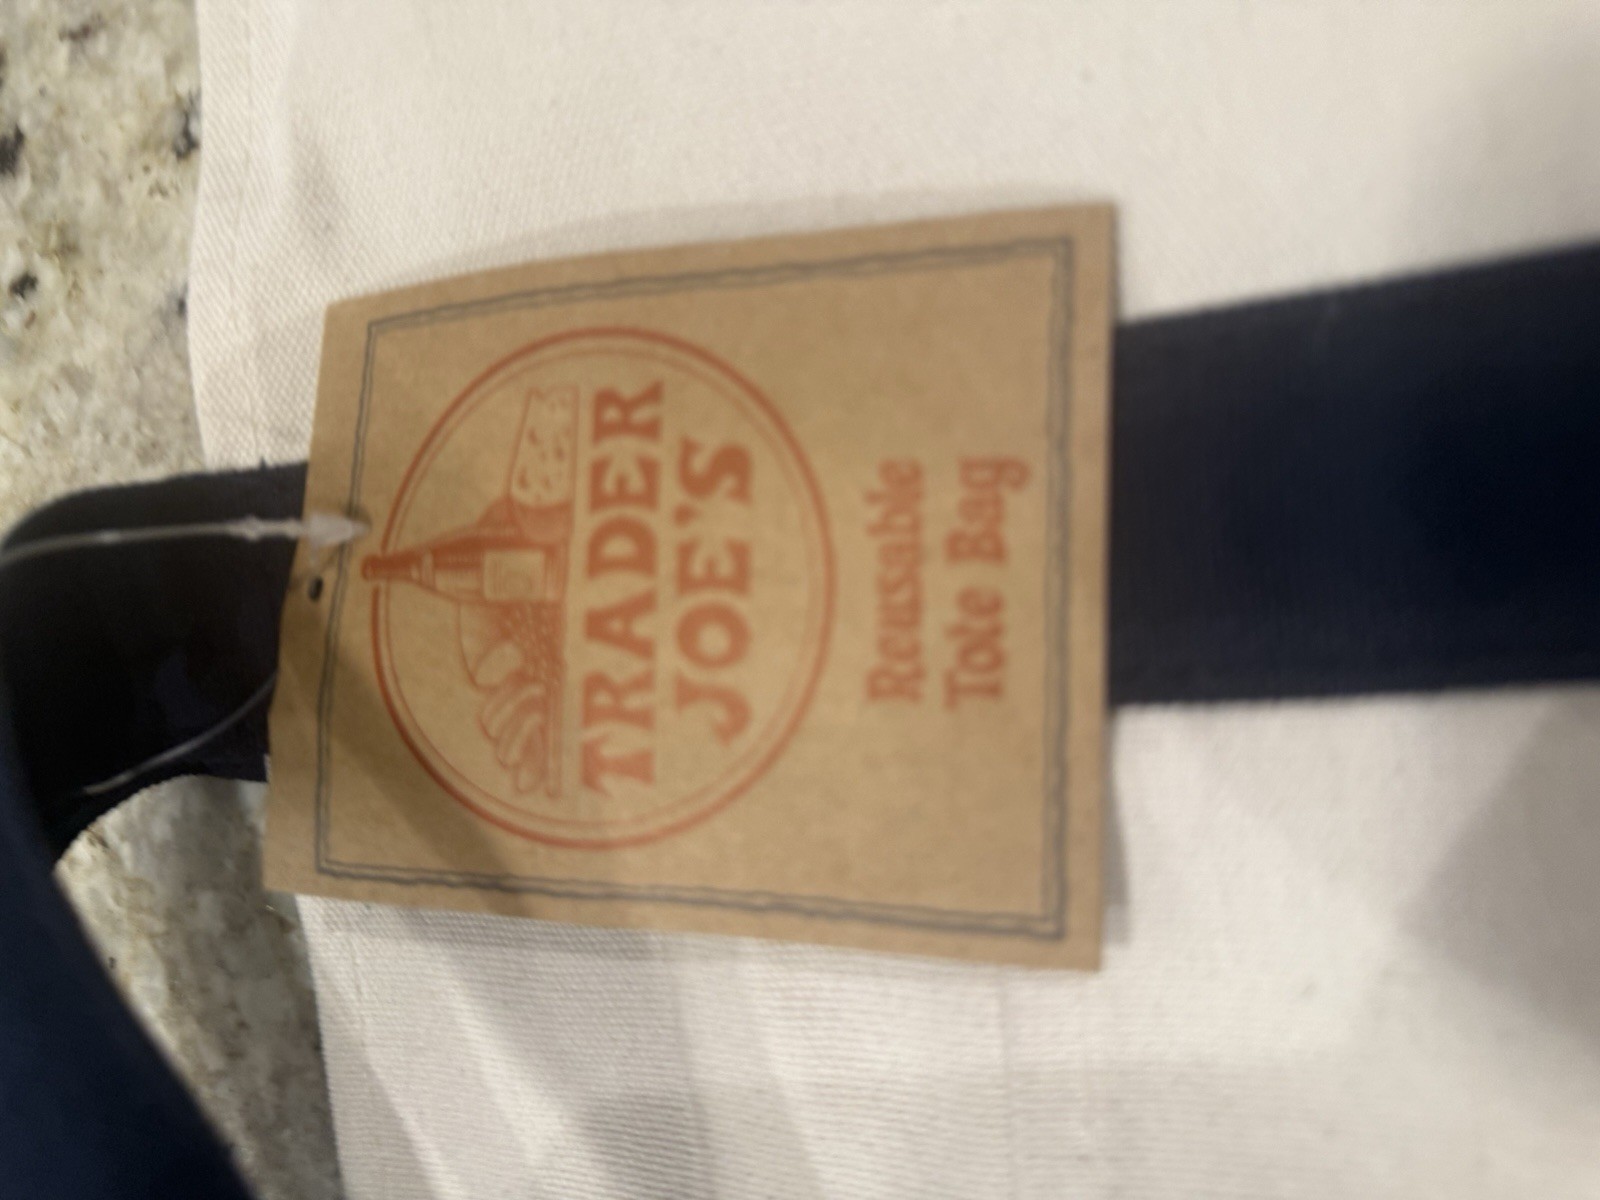 TRADER
JOE'S
Reusable
Tote Bag